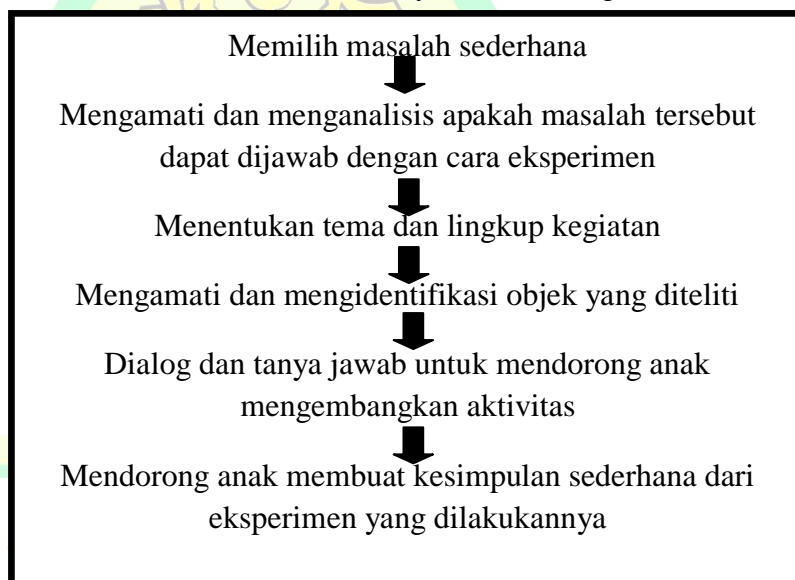 Memilih masalah sederhana
Mengamati dan menganalisis apakah masalah tersebut
dapat dijawab dengan cara eksperimen
Menentukan tema dan lingkup kegiatan
Mengamati dan mengidentifikasi objek yang diteliti
Dialog dan tanya jawab untuk mendorong anak
mengembangkan aktivitas
Mendorong anak membuat kesimpulan sederhana dari
eksperimen yang dilakukannya